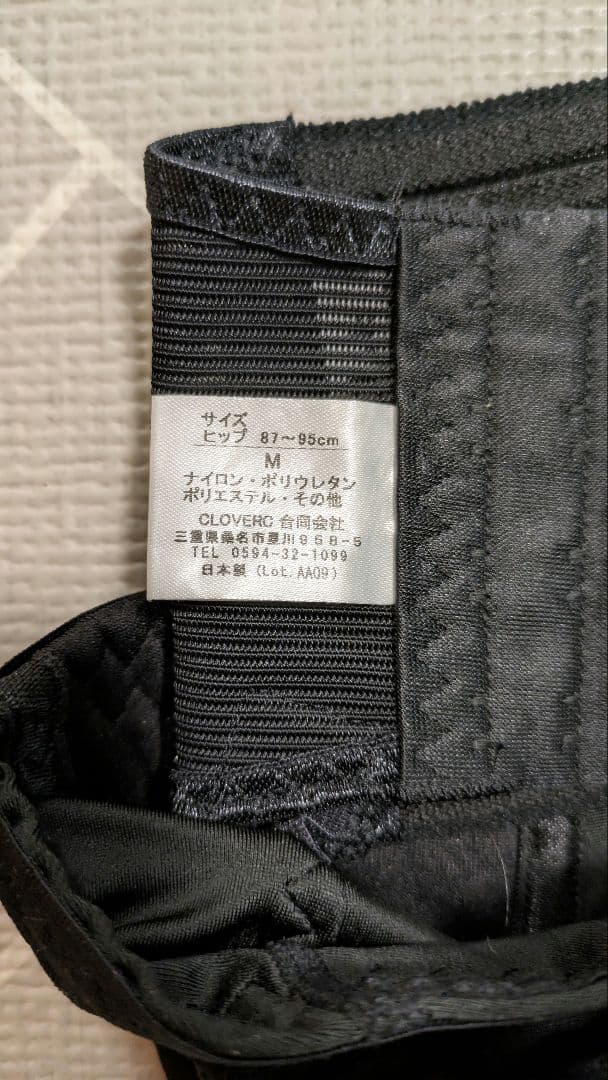 サイズ
ヒップ 87～95cm
M
ナイロン・ポリウレタン
ポリエステル・その他
CLOVERC 合同会社
三重県桑名市星川958-5
TEL 0594-32-1099
日本製 (Lot.AA09)